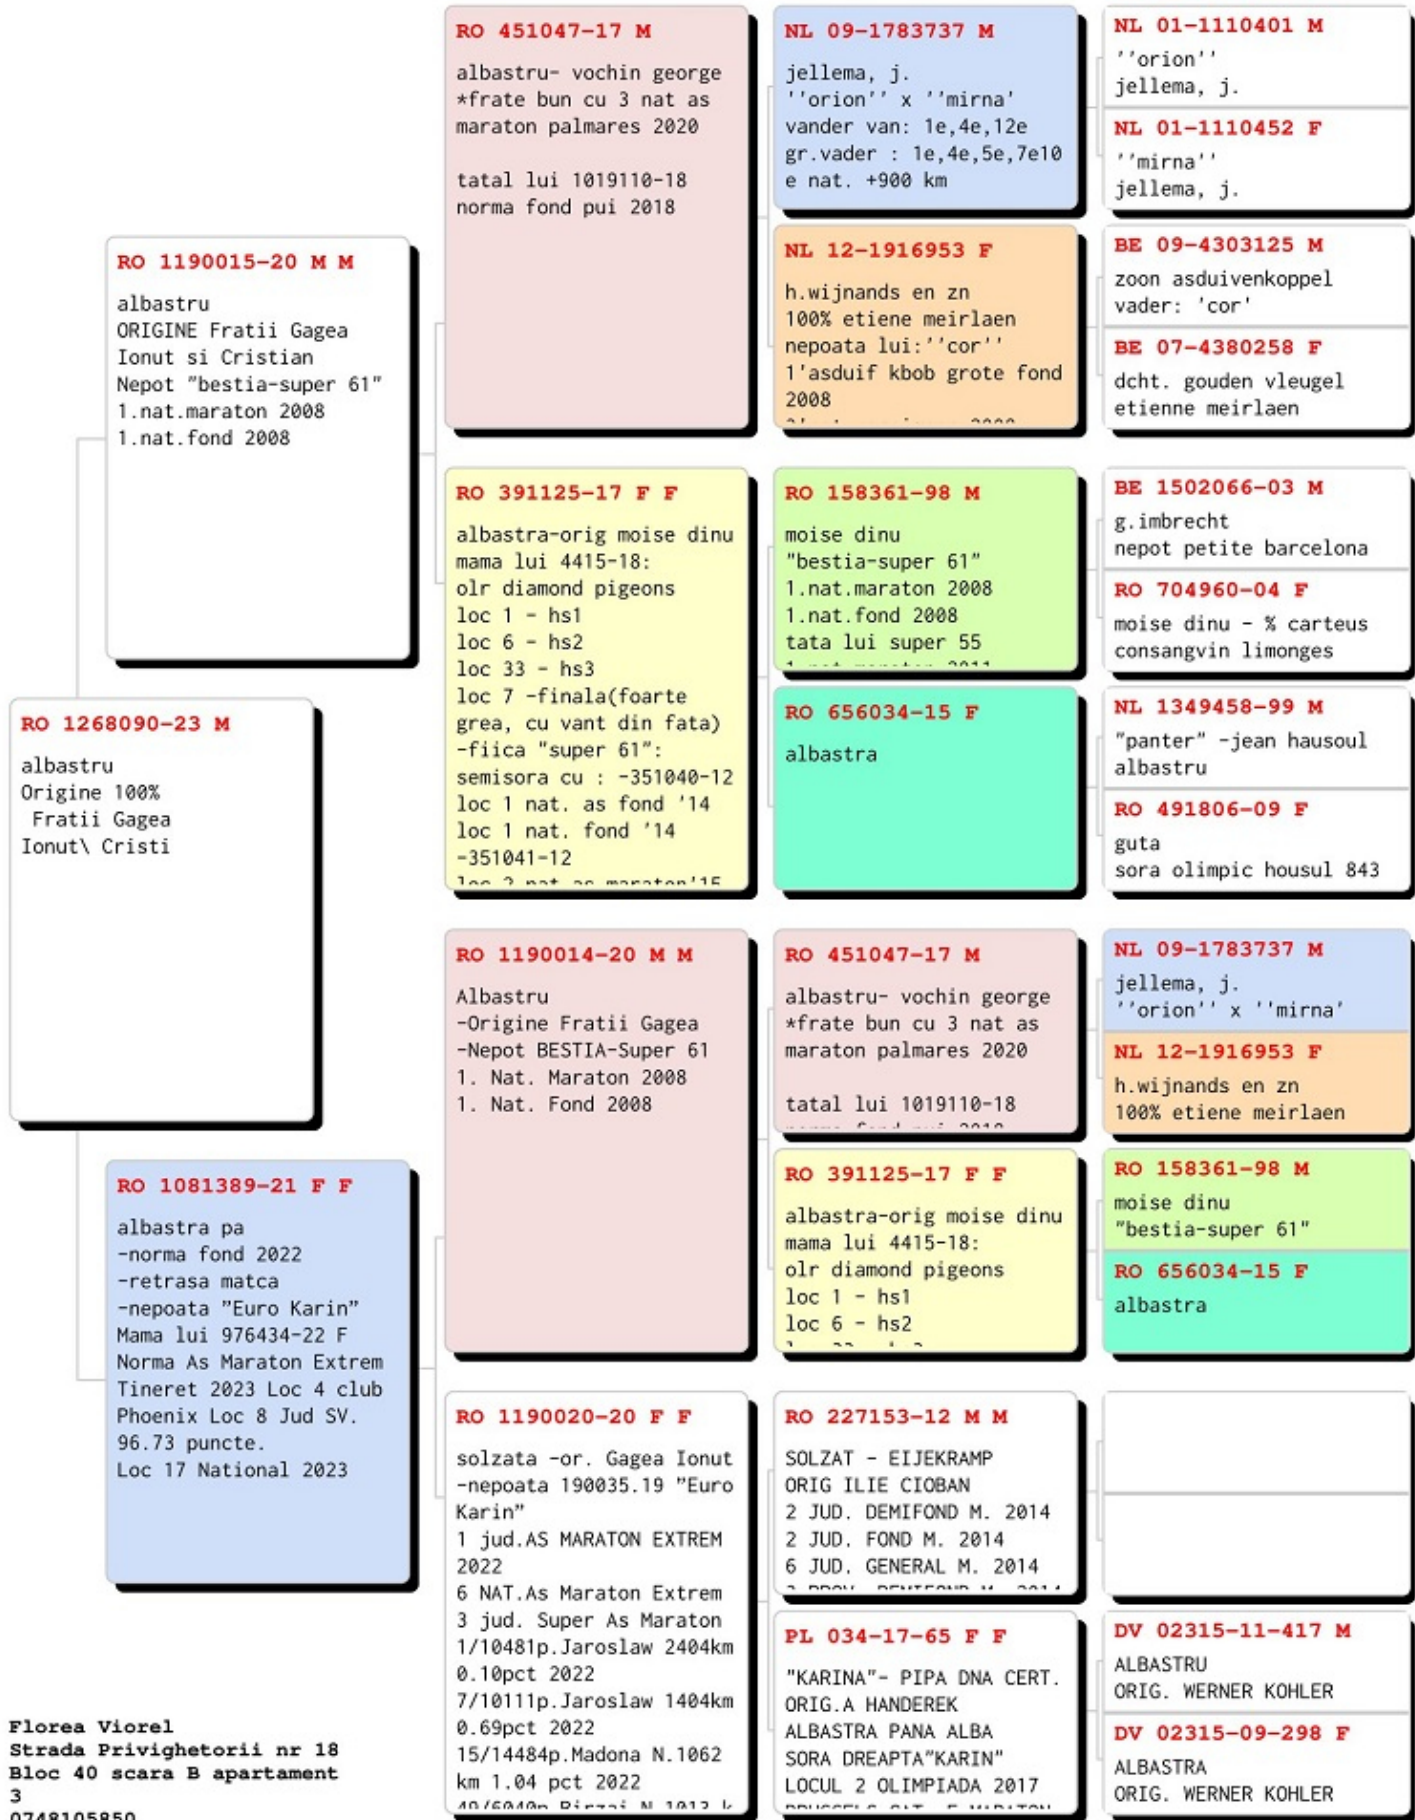 RO 451047-17 M
albastru- vochin george
*frate bun cu 3 nat as
maraton palmares 2020
tatal lui 1019110-18
norma fond pui 2018
NL 09-1783737 M
jellema, j.
''orion'' x ''mirna'
vander van: 1e,4e,12e
gr.vader : 1e,4e,5e,7e10
e nat. +900 km
NL 01-1110401 M
''orion''
jellema, j.
NL 01-1110452 F
''mirna''
jellema, j.
RO 1190015-20 M M
albastru
ORIGINE Fratii Gagea
Ionut si Cristian
Nepot "bestia-super 61"
1.nat.maraton 2008
1.nat.fond 2008
NL 12-1916953 F
h.wijnands en zn
100% etiene meirlaen
nepoata lui:''cor''
1'asduif kbob grote fond
2008
BE 09-4303125 M
zoon asduivenkoppel
vader: 'cor'
BE 07-4380258 F
dcht. gouden vleugel
etienne meirlaen
RO 391125-17 F F
albastra-orig moise dinu
mama lui 4415-18:
olr diamond pigeons
loc 1 - hs1
loc 6 - hs2
loc 33 - hs3
loc 7 -finala(foarte
grea, cu vant din fata)
-fiica "super 61":
semisora cu : -351040-12
loc 1 nat. as fond '14
loc 1 nat. fond '14
-351041-12
loc 2 nat as maraton'15
RO 158361-98 M
moise dinu
"bestia-super 61"
1.nat.maraton 2008
1.nat.fond 2008
tata lui super 55
1.nat.maraton 2011
BE 1502066-03 M
g.imbrecht
nepot petite barcelona
RO 704960-04 F
moise dinu - % carteus
consangvin limonges
RO 656034-15 F
albastra
NL 1349458-99 M
"panter" -jean hausoul
albastru
RO 491806-09 F
guta
sora olimpic housul 843
RO 1268090-23 M
albastru
Origine 100%
Fratii Gagea
Ionut\ Cristi
RO 1190014-20 M M
Albastru
-Origine Fratii Gagea
-Nepot BESTIA-Super 61
1. Nat. Maraton 2008
1. Nat. Fond 2008
RO 451047-17 M
albastru- vochin george
*frate bun cu 3 nat as
maraton palmares 2020
tatal lui 1019110-18
norma fond pui 2018
NL 09-1783737 M
jellema, j.
''orion'' x ''mirna'
NL 12-1916953 F
h.wijnands en zn
100% etiene meirlaen
RO 391125-17 F F
albastra-orig moise dinu
mama lui 4415-18:
olr diamond pigeons
loc 1 - hs1
loc 6 - hs2
RO 158361-98 M
moise dinu
"bestia-super 61"
RO 656034-15 F
albastra
RO 1081389-21 F F
albastra pa
-norma fond 2022
-retrasa matca
-nepoata "Euro Karin"
Mama lui 976434-22 F
Norma As Maraton Extrem
Tineret 2023 Loc 4 club
Phoenix Loc 8 Jud SV.
96.73 puncte.
Loc 17 National 2023
RO 1190020-20 F F
solzata -or. Gagea Ionut
-nepoata 190035.19 "Euro
Karin"
1 jud.AS MARATON EXTREM
2022
6 NAT.As Maraton Extrem
3 jud. Super As Maraton
1/10481p.Jaroslaw 2404km
0.10pct 2022
7/10111p.Jaroslaw 1404km
0.69pct 2022
15/14484p.Madona N.1062
km 1.04 pct 2022
49/6040p Birzai N 1013 k
RO 227153-12 M M
SOLZAT - EIJEKRAMP
ORIG ILIE CIOBAN
2 JUD. DEMIFOND M. 2014
2 JUD. FOND M. 2014
6 JUD. GENERAL M. 2014
PL 034-17-65 F F
"KARINA"- PIPA DNA CERT.
ORIG.A HANDEREK
ALBASTRA PANA ALBA
SORA DREAPTA"KARIN"
LOCUL 2 OLIMPIADA 2017
DV 02315-11-417 M
ALBASTRU
ORIG. WERNER KOHLER
DV 02315-09-298 F
ALBASTRA
ORIG. WERNER KOHLER
Florea Viorel
Strada Privighetorii nr 18
Bloc 40 scara B apartament
3
0748105850